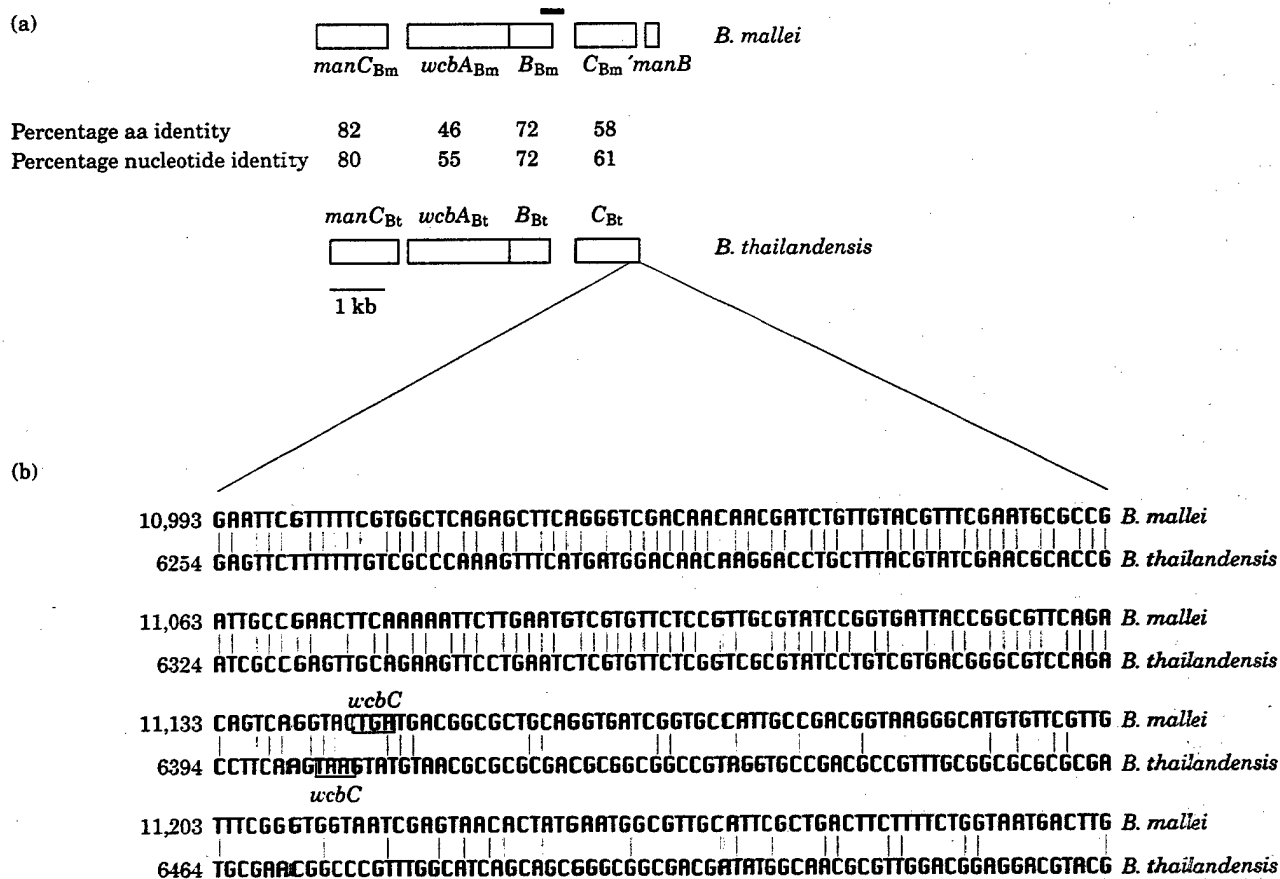 (a)
B. mallei
manC_Bm wcbA_Bm B_Bm C_Bm 'manB
Percentage aa identity 82 46 72 58
Percentage nucleotide identity 80 55 72 61
manC_Bt wcbA_Bt B_Bt C_Bt
B. thailandensis
1 kb
(b)
10,993 GAATTCGTTTTTCGTGGCTCAGAGCTTCAGGGTCGACAACAACGATCTGTTGTACGTTTCGAATGCGCCG B. mallei
6254 GAGTTCTTTTTTTGTCGCCCAAAGTTTCATGATGGACAACAAGGACCTGCTTTACGTATCGAACGCACCG B. thailandensis
11,063 ATTGCCGAACTTCAAAAATTCTTGAATGTCGTGTTCTCCGTTGCGTATCCGGTGATTACCGGCGTTCAGA B. mallei
6324 ATCGCCGAGTTGCAGAAGTTCCTGAATCTCGTGTTCTCGGTCGCGTATCCTGTCGTGACGGGCGTCCAGA B. thailandensis
wcbC
11,133 CAGTCAGGTACTGATGACGGCGCTGCAGGTGATCGGTGCCATTGCCGACGGTAAGGGCATGTGTTCGTTG B. mallei
6394 CCTTCAAGTAAGTATGTAACGCGCGCGACGCGGCGGCCGTAGGTGCCGACGCCGTTTGCGGCGCGCGCGA B. thailandensis
wcbC
11,203 TTTCGGGTGGTAATCGAGTAACACTATGAATGGCGTTGCATTCGCTGACTTCTTTTCTGGTAATGACTTG B. mallei
6464 TGCGAACGGCCCGTTTGGCATCAGCAGCGGGCGGCGACGATATGGCAACGCGTTGGACGGAGGACGTACG B. thailandensis